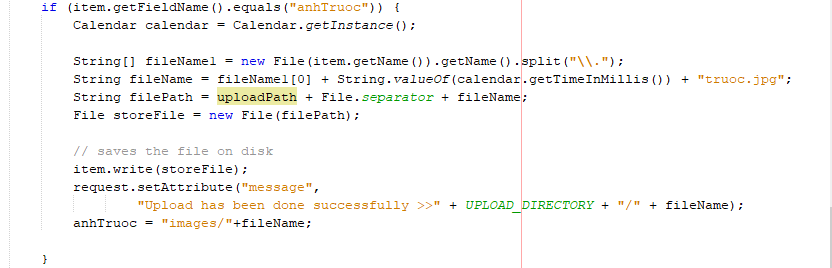 if (item.getFieldName().equals("anhTruoc")) {
Calendar calendar = Calendar.getInstance();
String[] fileName1 = new File(item.getName()).getName().split("\\.");
String fileName = fileName1[0] + String.valueOf(calendar.getTimeInMillis()) + "truoc.jpg";
String filePath = uploadPath + File.separator + fileName;
File storeFile = new File(filePath);
// saves the file on disk
item.write(storeFile);
request.setAttribute("message",
"Upload has been done successfully >>" + UPLOAD_DIRECTORY + "/" + fileName);
anhTruoc = "images/"+fileName;
}